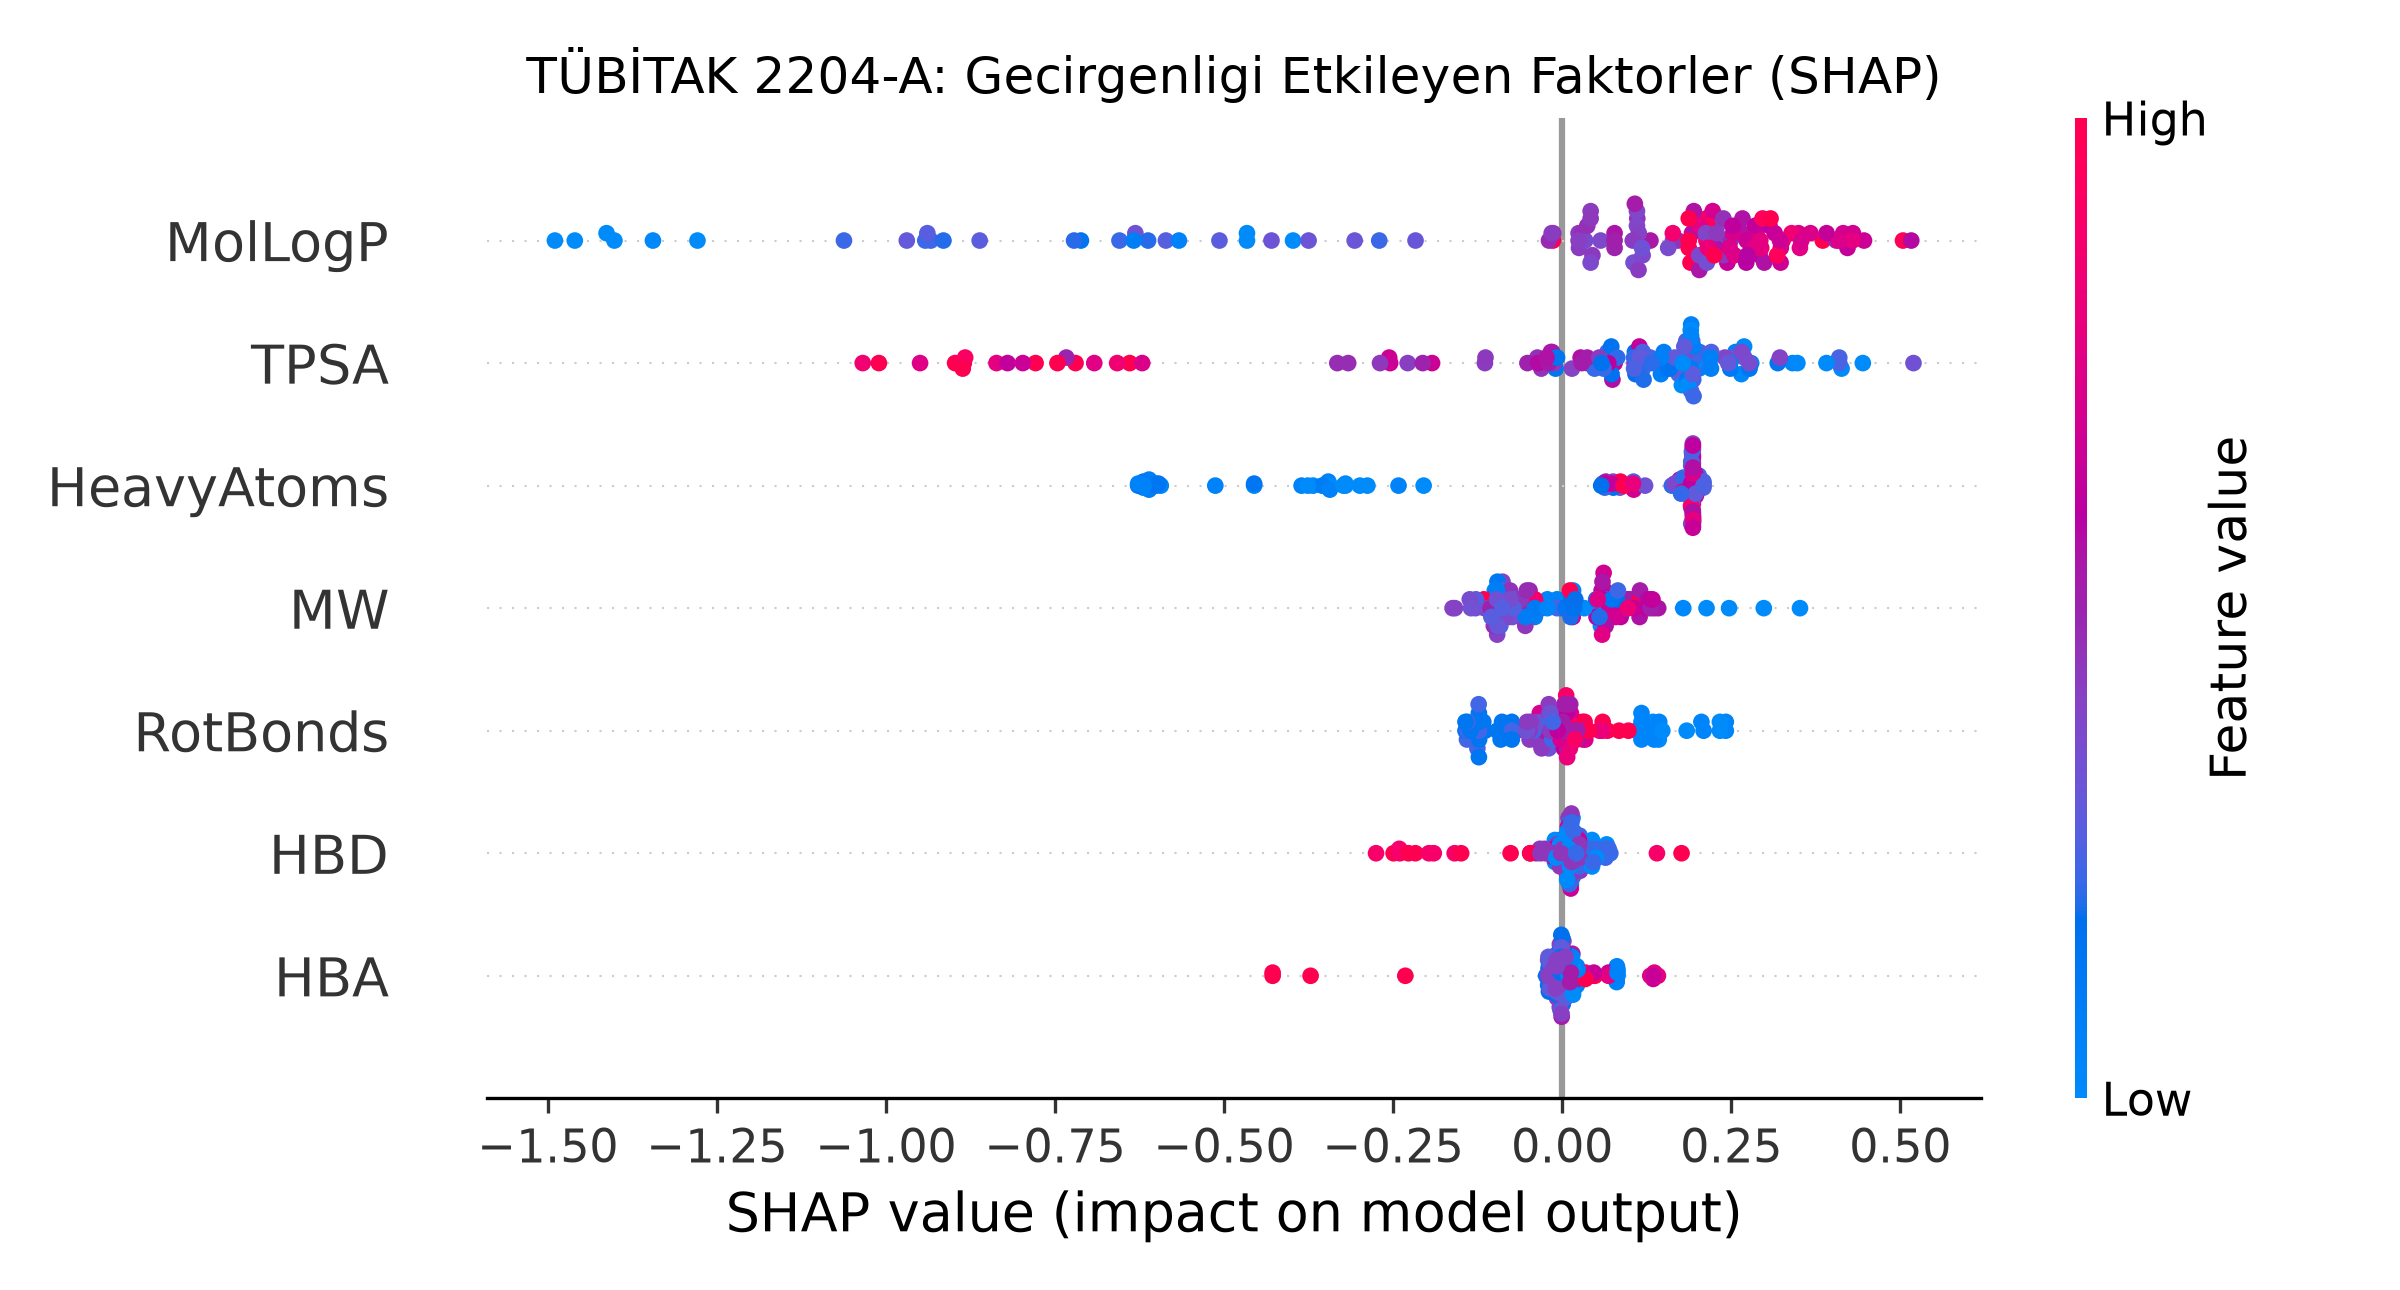 TÜBİTAK 2204-A: Gecirgenligi Etkileyen Faktorler (SHAP)
High
MolLogP
TPSA
HeavyAtoms
MW
RotBonds
HBD
HBA
Feature value
Low
−1.50 −1.25 −1.00 −0.75 −0.50 −0.25 0.00 0.25 0.50
SHAP value (impact on model output)